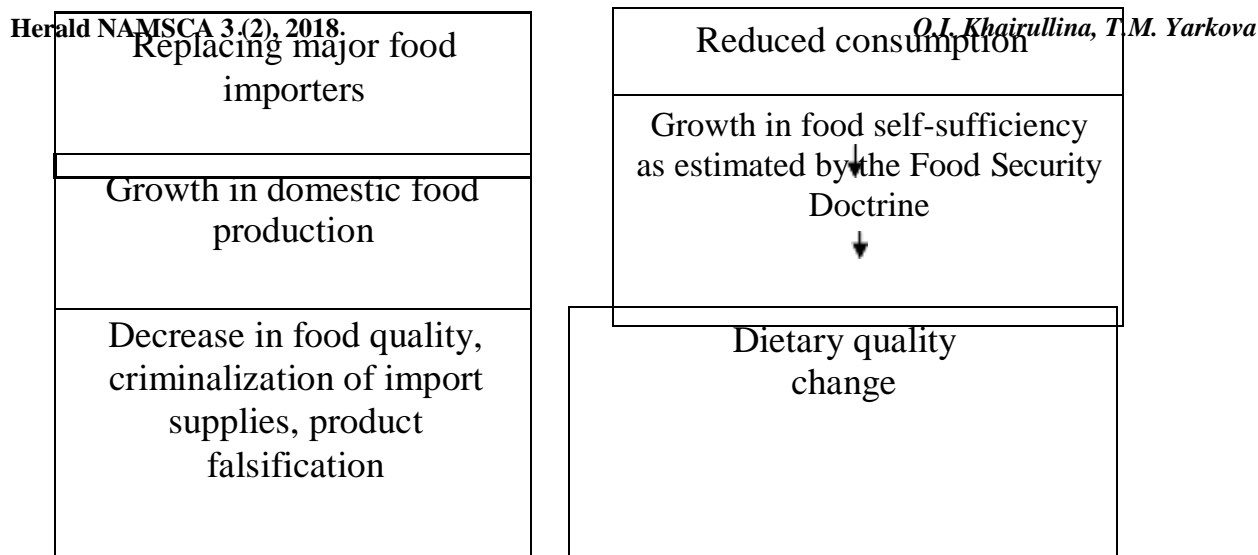 Herald NAMSCA 3.(2), 2018.
O.I. Khairullina, T.M. Yarkova
Replacing major food
importers
Growth in domestic food
production
Decrease in food quality,
criminalization of import
supplies, product
falsification
Reduced consumption
Growth in food self-sufficiency
as estimated by the Food Security
Doctrine
Dietary quality
change